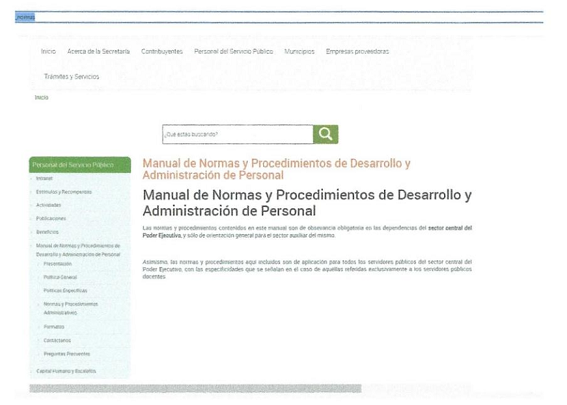 _normas
Inicio Acerca de la Secretaría Contribuyentes Personal del Servicio Público Municipios Empresas proveedoras
Trámites y Servicios
Inicio
¿Qué estás buscando?
Personal del Servicio Público
Intranet
Estímulos y Recompensas
Actividades
Publicaciones
Beneficios
Manual de Normas y Procedimientos de
Desarrollo y Administración de Personal
Presentación
Política General
Políticas Específicas
Normas y Procedimientos
Administrativos
Formatos
Contáctanos
Preguntas Frecuentes
Capital Humano y Escalafón
Manual de Normas y Procedimientos de Desarrollo y
Administración de Personal
Manual de Normas y Procedimientos de Desarrollo y
Administración de Personal
Las normas y procedimientos contenidos en este manual son de observancia obligatoria en las dependencias del sector central del
Poder Ejecutivo, y sólo de orientación general para el sector auxiliar del mismo.
Asimismo, las normas y procedimientos aquí incluidos son de aplicación para todos los servidores públicos del sector central del
Poder Ejecutivo, con las especificidades que se señalan en el caso de aquellas referidas exclusivamente a los servidores públicos
docentes.